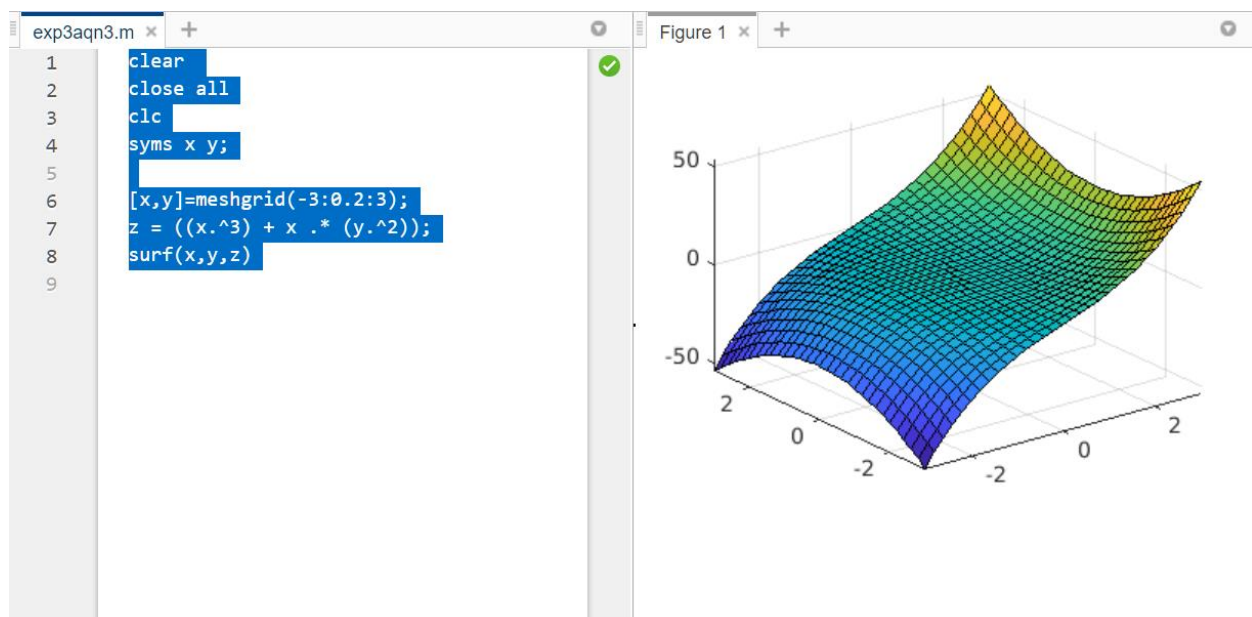 exp3aqn3.m × +
1 clear
2 close all
3 clc
4 syms x y;
5
6 [x,y]=meshgrid(-3:0.2:3);
7 z = ((x.^3) + x .* (y.^2));
8 surf(x,y,z)
9
Figure 1 × +
50
0
-50
2
0
-2
-2
0
2